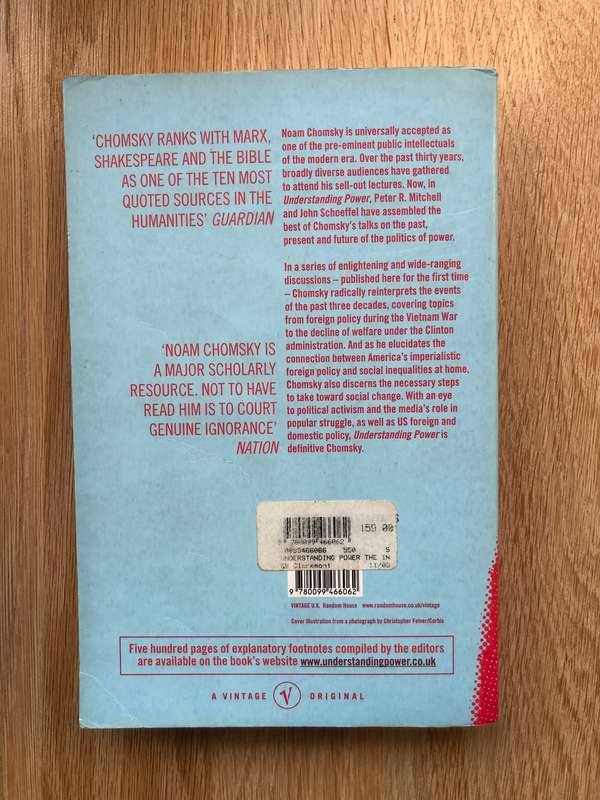 ‘CHOMSKY RANKS WITH MARX,
SHAKESPEARE AND THE BIBLE
AS ONE OF THE TEN MOST
QUOTED SOURCES IN THE
HUMANITIES’ GUARDIAN
‘NOAM CHOMSKY IS
A MAJOR SCHOLARLY
RESOURCE. NOT TO HAVE
READ HIM IS TO COURT
GENUINE IGNORANCE’
NATION
Noam Chomsky is universally accepted as
one of the pre-eminent public intellectuals
of the modern era. Over the past thirty years,
broadly diverse audiences have gathered
to attend his sell-out lectures. Now, in
Understanding Power, Peter R. Mitchell
and John Schoeffel have assembled the
best of Chomsky’s talks on the past,
present and future of the politics of power.
In a series of enlightening and wide-ranging
discussions – published here for the first time
– Chomsky radically reinterprets the events
of the past three decades, covering topics
from foreign policy during the Vietnam War
to the decline of welfare under the Clinton
administration. And as he elucidates the
connection between America’s imperialistic
foreign policy and social inequalities at home,
Chomsky also discerns the necessary steps
to take toward social change. With an eye
to political activism and the media’s role in
popular struggle, as well as US foreign and
domestic policy, Understanding Power is
definitive Chomsky.
159 00
9 780099 466062
550 S
UNDERSTANDING POWER THE IN
Claremont
9 780099 466062
VINTAGE U.K. Random House www.randomhouse.co.uk/vintage
Cover illustration from a photograph by Christopher Felver/Corbis
Five hundred pages of explanatory footnotes compiled by the editors
are available on the book’s website www.understandingpower.co.uk
A VINTAGE V ORIGINAL